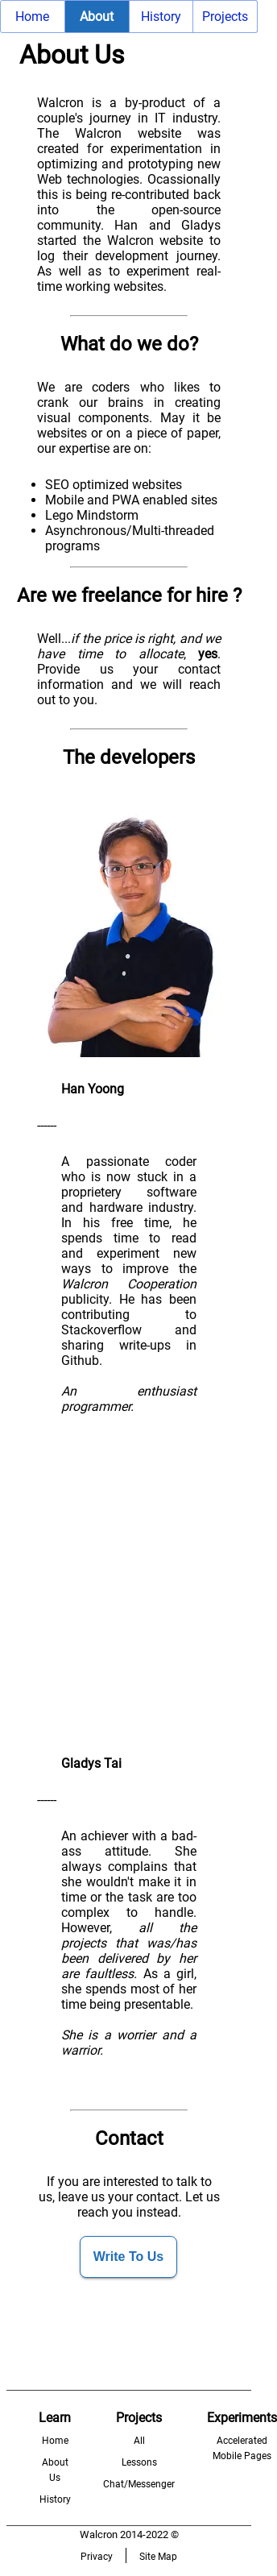 Home About History Projects
About Us
Walcron is a by-product of a
couple's journey in IT industry.
The Walcron website was
created for experimentation in
optimizing and prototyping new
Web technologies. Ocassionally
this is being re-contributed back
into the open-source
community. Han and Gladys
started the Walcron website to
log their development journey.
As well as to experiment real-
time working websites.
What do we do?
We are coders who likes to
crank our brains in creating
visual components. May it be
websites or on a piece of paper,
our expertise are on:
• SEO optimized websites
• Mobile and PWA enabled sites
• Lego Mindstorm
• Asynchronous/Multi-threaded
programs
Are we freelance for hire ?
Well...if the price is right, and we
have time to allocate, yes.
Provide us your contact
information and we will reach
out to you.
The developers
Han Yoong
------
A passionate coder
who is now stuck in a
proprietery software
and hardware industry.
In his free time, he
spends time to read
and experiment new
ways to improve the
Walcron Cooperation
publicity. He has been
contributing to
Stackoverflow and
sharing write-ups in
Github.
An enthusiast
programmer.
Gladys Tai
------
An achiever with a bad-
ass attitude. She
always complains that
she wouldn't make it in
time or the task are too
complex to handle.
However, all the
projects that was/has
been delivered by her
are faultless. As a girl,
she spends most of her
time being presentable.
She is a worrier and a
warrior.
Contact
If you are interested to talk to
us, leave us your contact. Let us
reach you instead.
Write To Us
Learn Projects Experiments
Home All Accelerated
Mobile Pages
About Lessons
Us
Chat/Messenger
History
Walcron 2014-2022 ©
Privacy Site Map